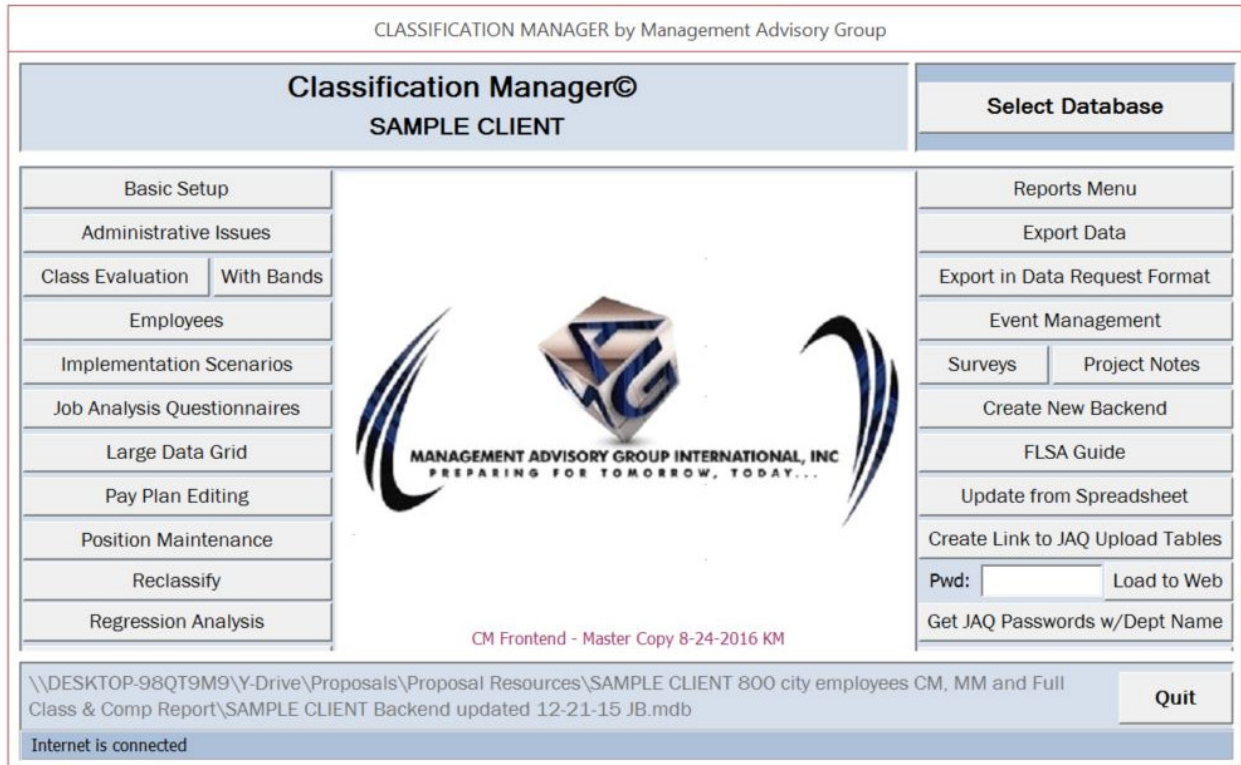 CLASSIFICATION MANAGER by Management Advisory Group
Classification Manager©
SAMPLE CLIENT
Select Database
Basic Setup
Administrative Issues
Class Evaluation
With Bands
Employees
Implementation Scenarios
Job Analysis Questionnaires
Large Data Grid
Pay Plan Editing
Position Maintenance
Reclassify
Regression Analysis
MAG
MANAGEMENT ADVISORY GROUP INTERNATIONAL, INC
PREPARING FOR TOMORROW, TODAY...
CM Frontend - Master Copy 8-24-2016 KM
Reports Menu
Export Data
Export in Data Request Format
Event Management
Surveys
Project Notes
Create New Backend
FLSA Guide
Update from Spreadsheet
Create Link to JAQ Upload Tables
Pwd:
Load to Web
Get JAQ Passwords w/Dept Name
\\DESKTOP-98QT9M9\Y-Drive\Proposals\Proposal Resources\SAMPLE CLIENT 800 city employees CM, MM and Full
Class & Comp Report\SAMPLE CLIENT Backend updated 12-21-15 JB.mdb
Quit
Internet is connected